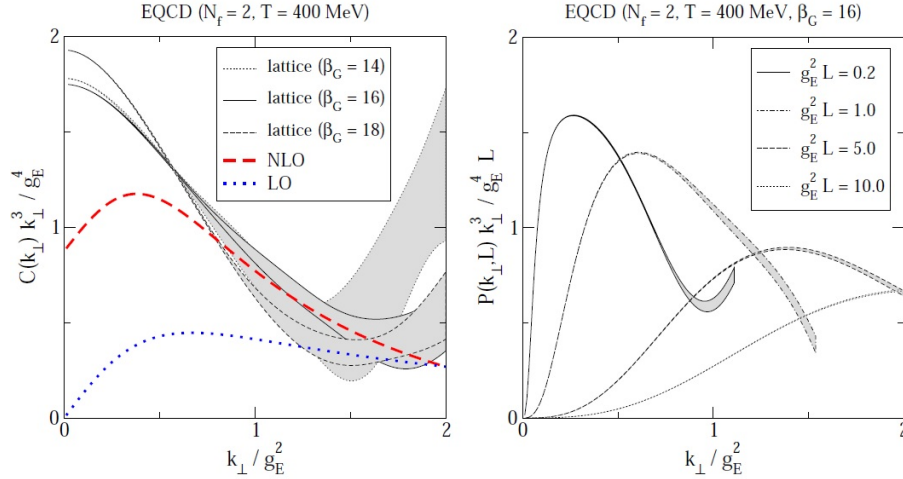 EQCD (N_f = 2, T = 400 MeV)
2
1
0
0
1
2
C(k_⊥) k_⊥^3 / g_E^4
k_⊥ / g_E^2
lattice (β_G = 14)
lattice (β_G = 16)
lattice (β_G = 18)
NLO
LO
EQCD (N_f = 2, T = 400 MeV, β_G = 16)
2
1
0
0
1
2
P(k_⊥,L) k_⊥^3 / g_E^4 L
k_⊥ / g_E^2
g_E^2 L = 0.2
g_E^2 L = 1.0
g_E^2 L = 5.0
g_E^2 L = 10.0